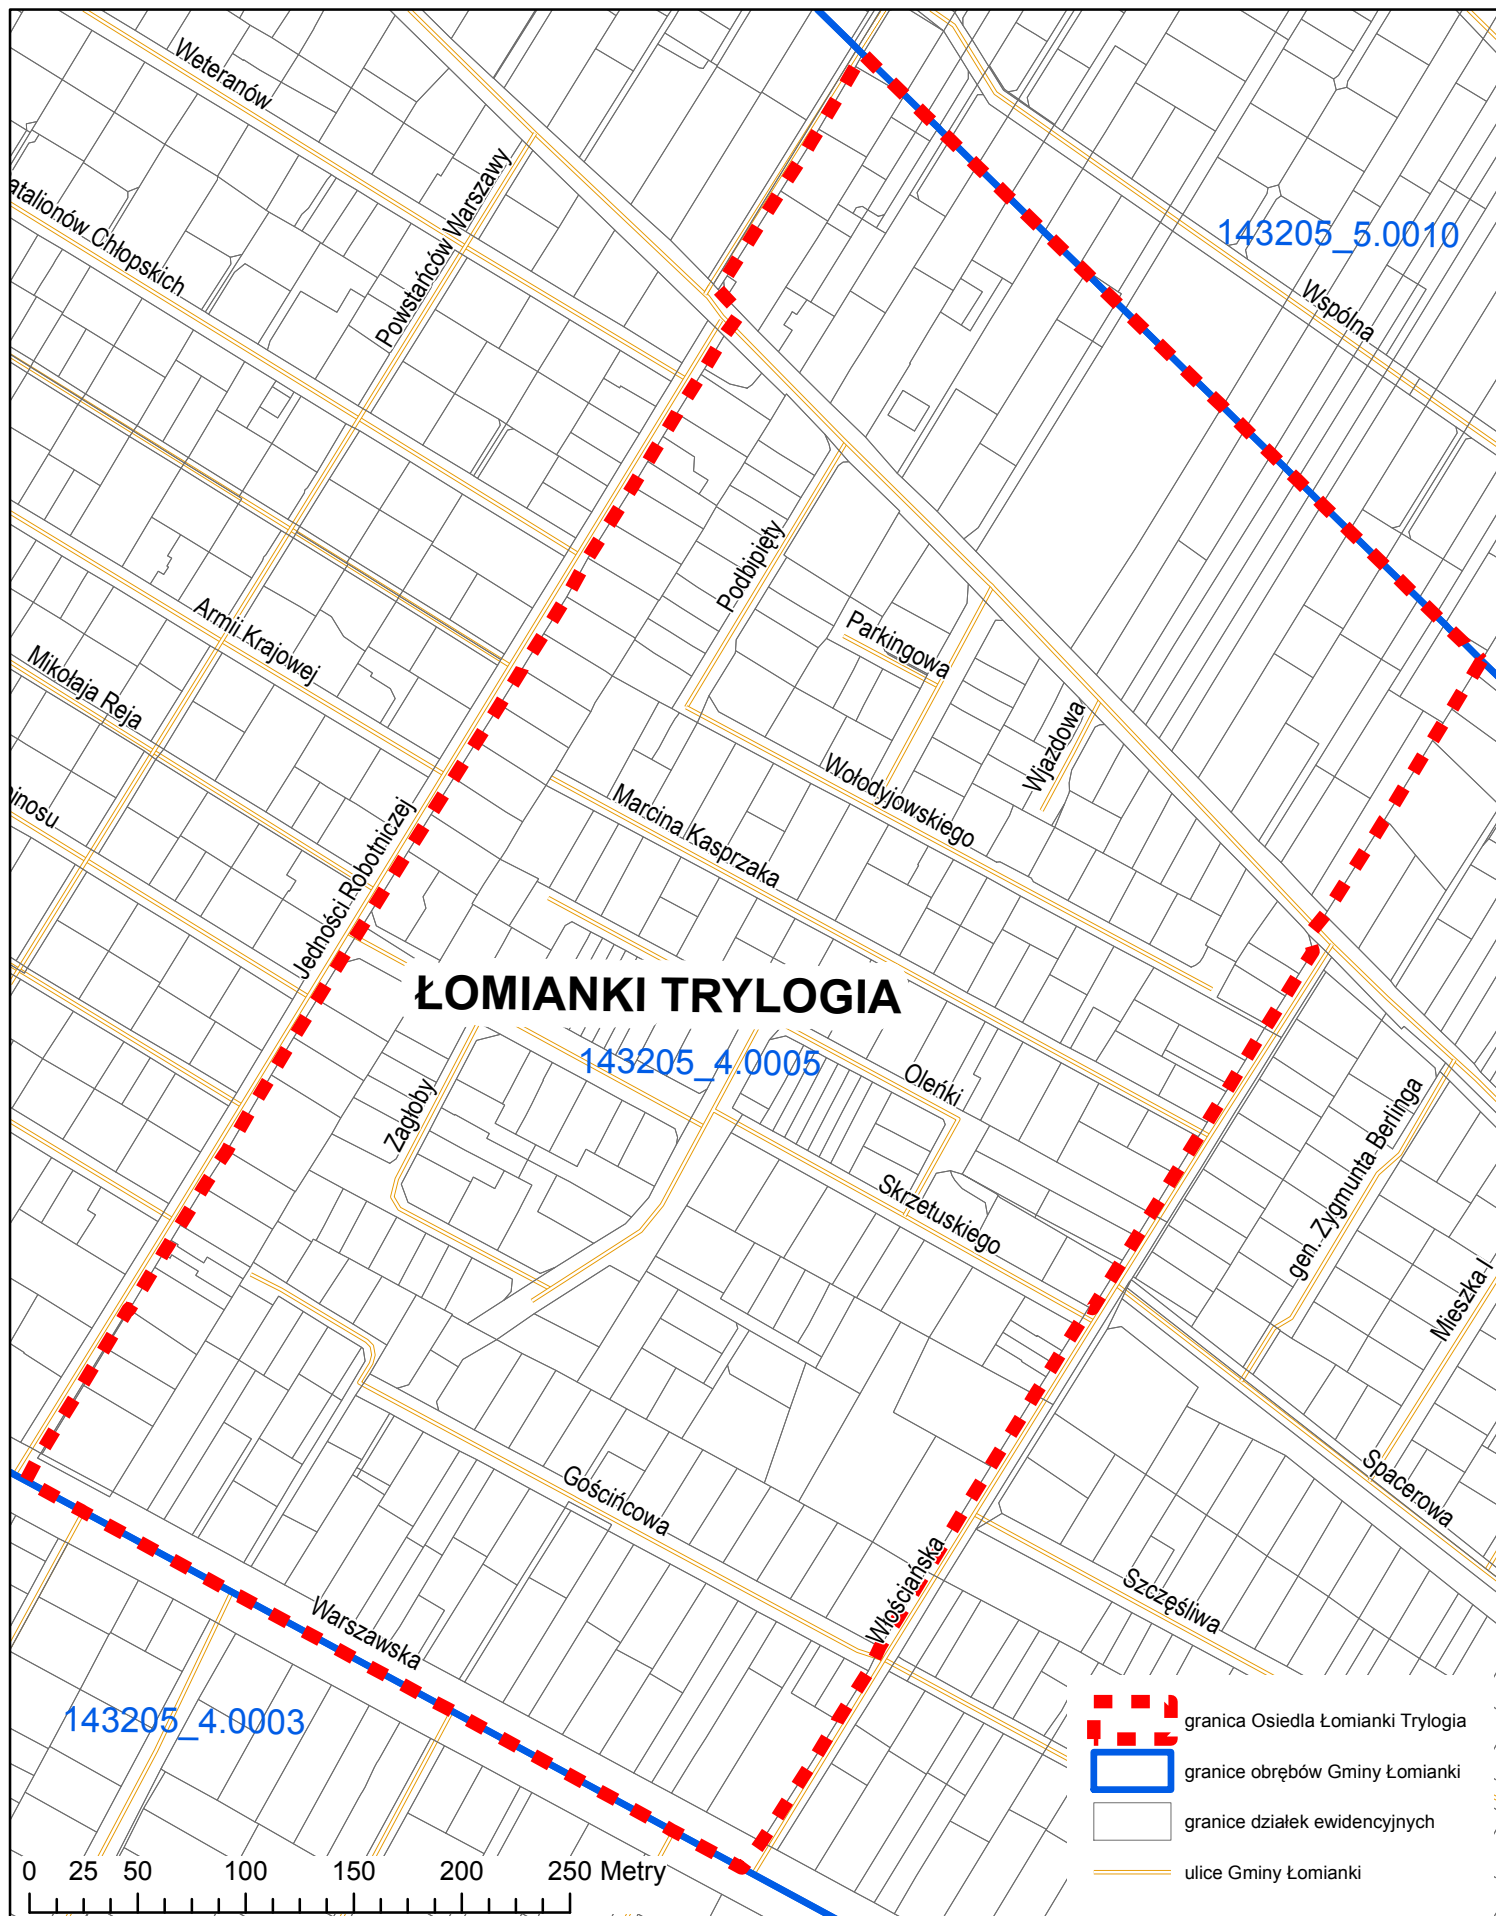 Weteranów
atalionów Chłopskich
Powstańców Warszawy
143205_5.0010
Wspólna
Podbipięty
Armii Krajowej
Parkingowa
Mikołaja Reja
Wjazdowa
Wołodyjowskiego
Marcina Kasprzaka
inosu
Jedności Robotniczej
ŁOMIANKI TRYLOGIA
143205_4.0005
Oleńki
Zagłoby
gen. Zygmunta Berlinga
Skrzetuskiego
Mieszka I
Gościńcowa
Spacerowa
Włościańska
Szczęśliwa
Warszawska
143205_4.0003
granica Osiedla Łomianki Trylogia
granice obrębów Gminy Łomianki
granice działek ewidencyjnych
ulice Gminy Łomianki
0 25 50 100 150 200 250 Metry